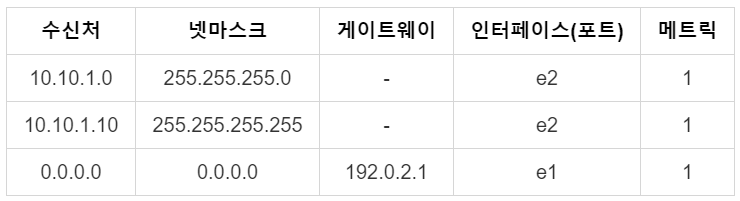 수신처 넷마스크 게이트웨이 인터페이스(포트) 메트릭
10.10.1.0 255.255.255.0 - e2 1
10.10.1.10 255.255.255.255 - e2 1
0.0.0.0 0.0.0.0 192.0.2.1 e1 1